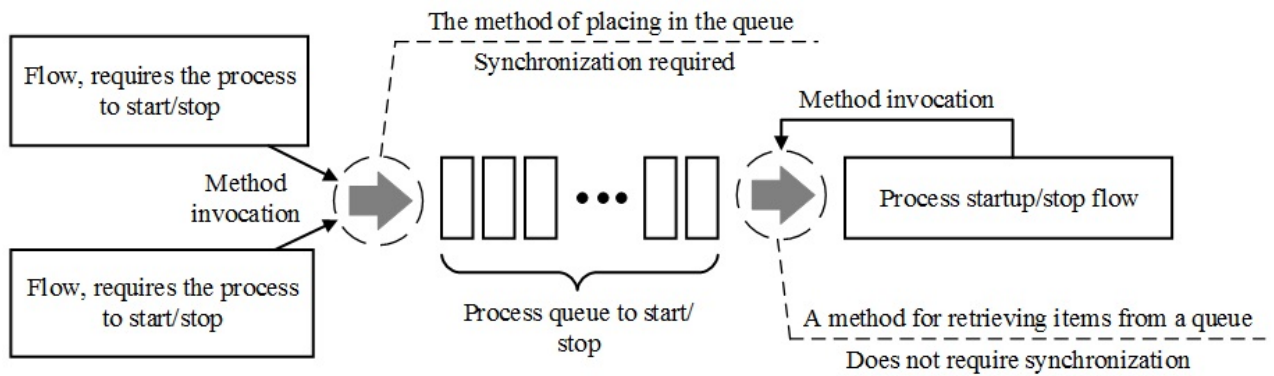 The method of placing in the queue
Synchronization required
Flow, requires the process
to start/stop
Method invocation
Method
invocation
Process startup/stop flow
Flow, requires the process
to start/stop
Process queue to start/
stop
A method for retrieving items from a queue
Does not require synchronization